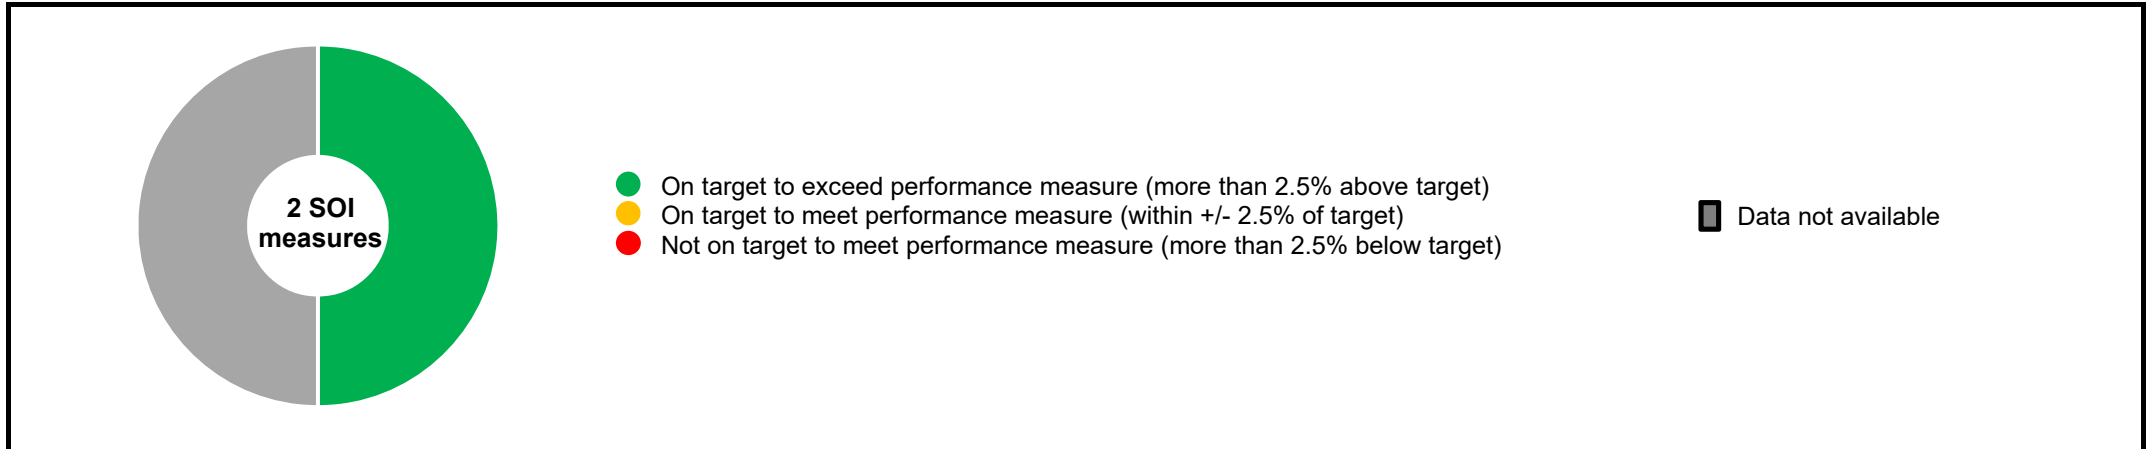 2 SOI
measures
On target to exceed performance measure (more than 2.5% above target)
On target to meet performance measure (within +/- 2.5% of target)
Not on target to meet performance measure (more than 2.5% below target)
Data not available